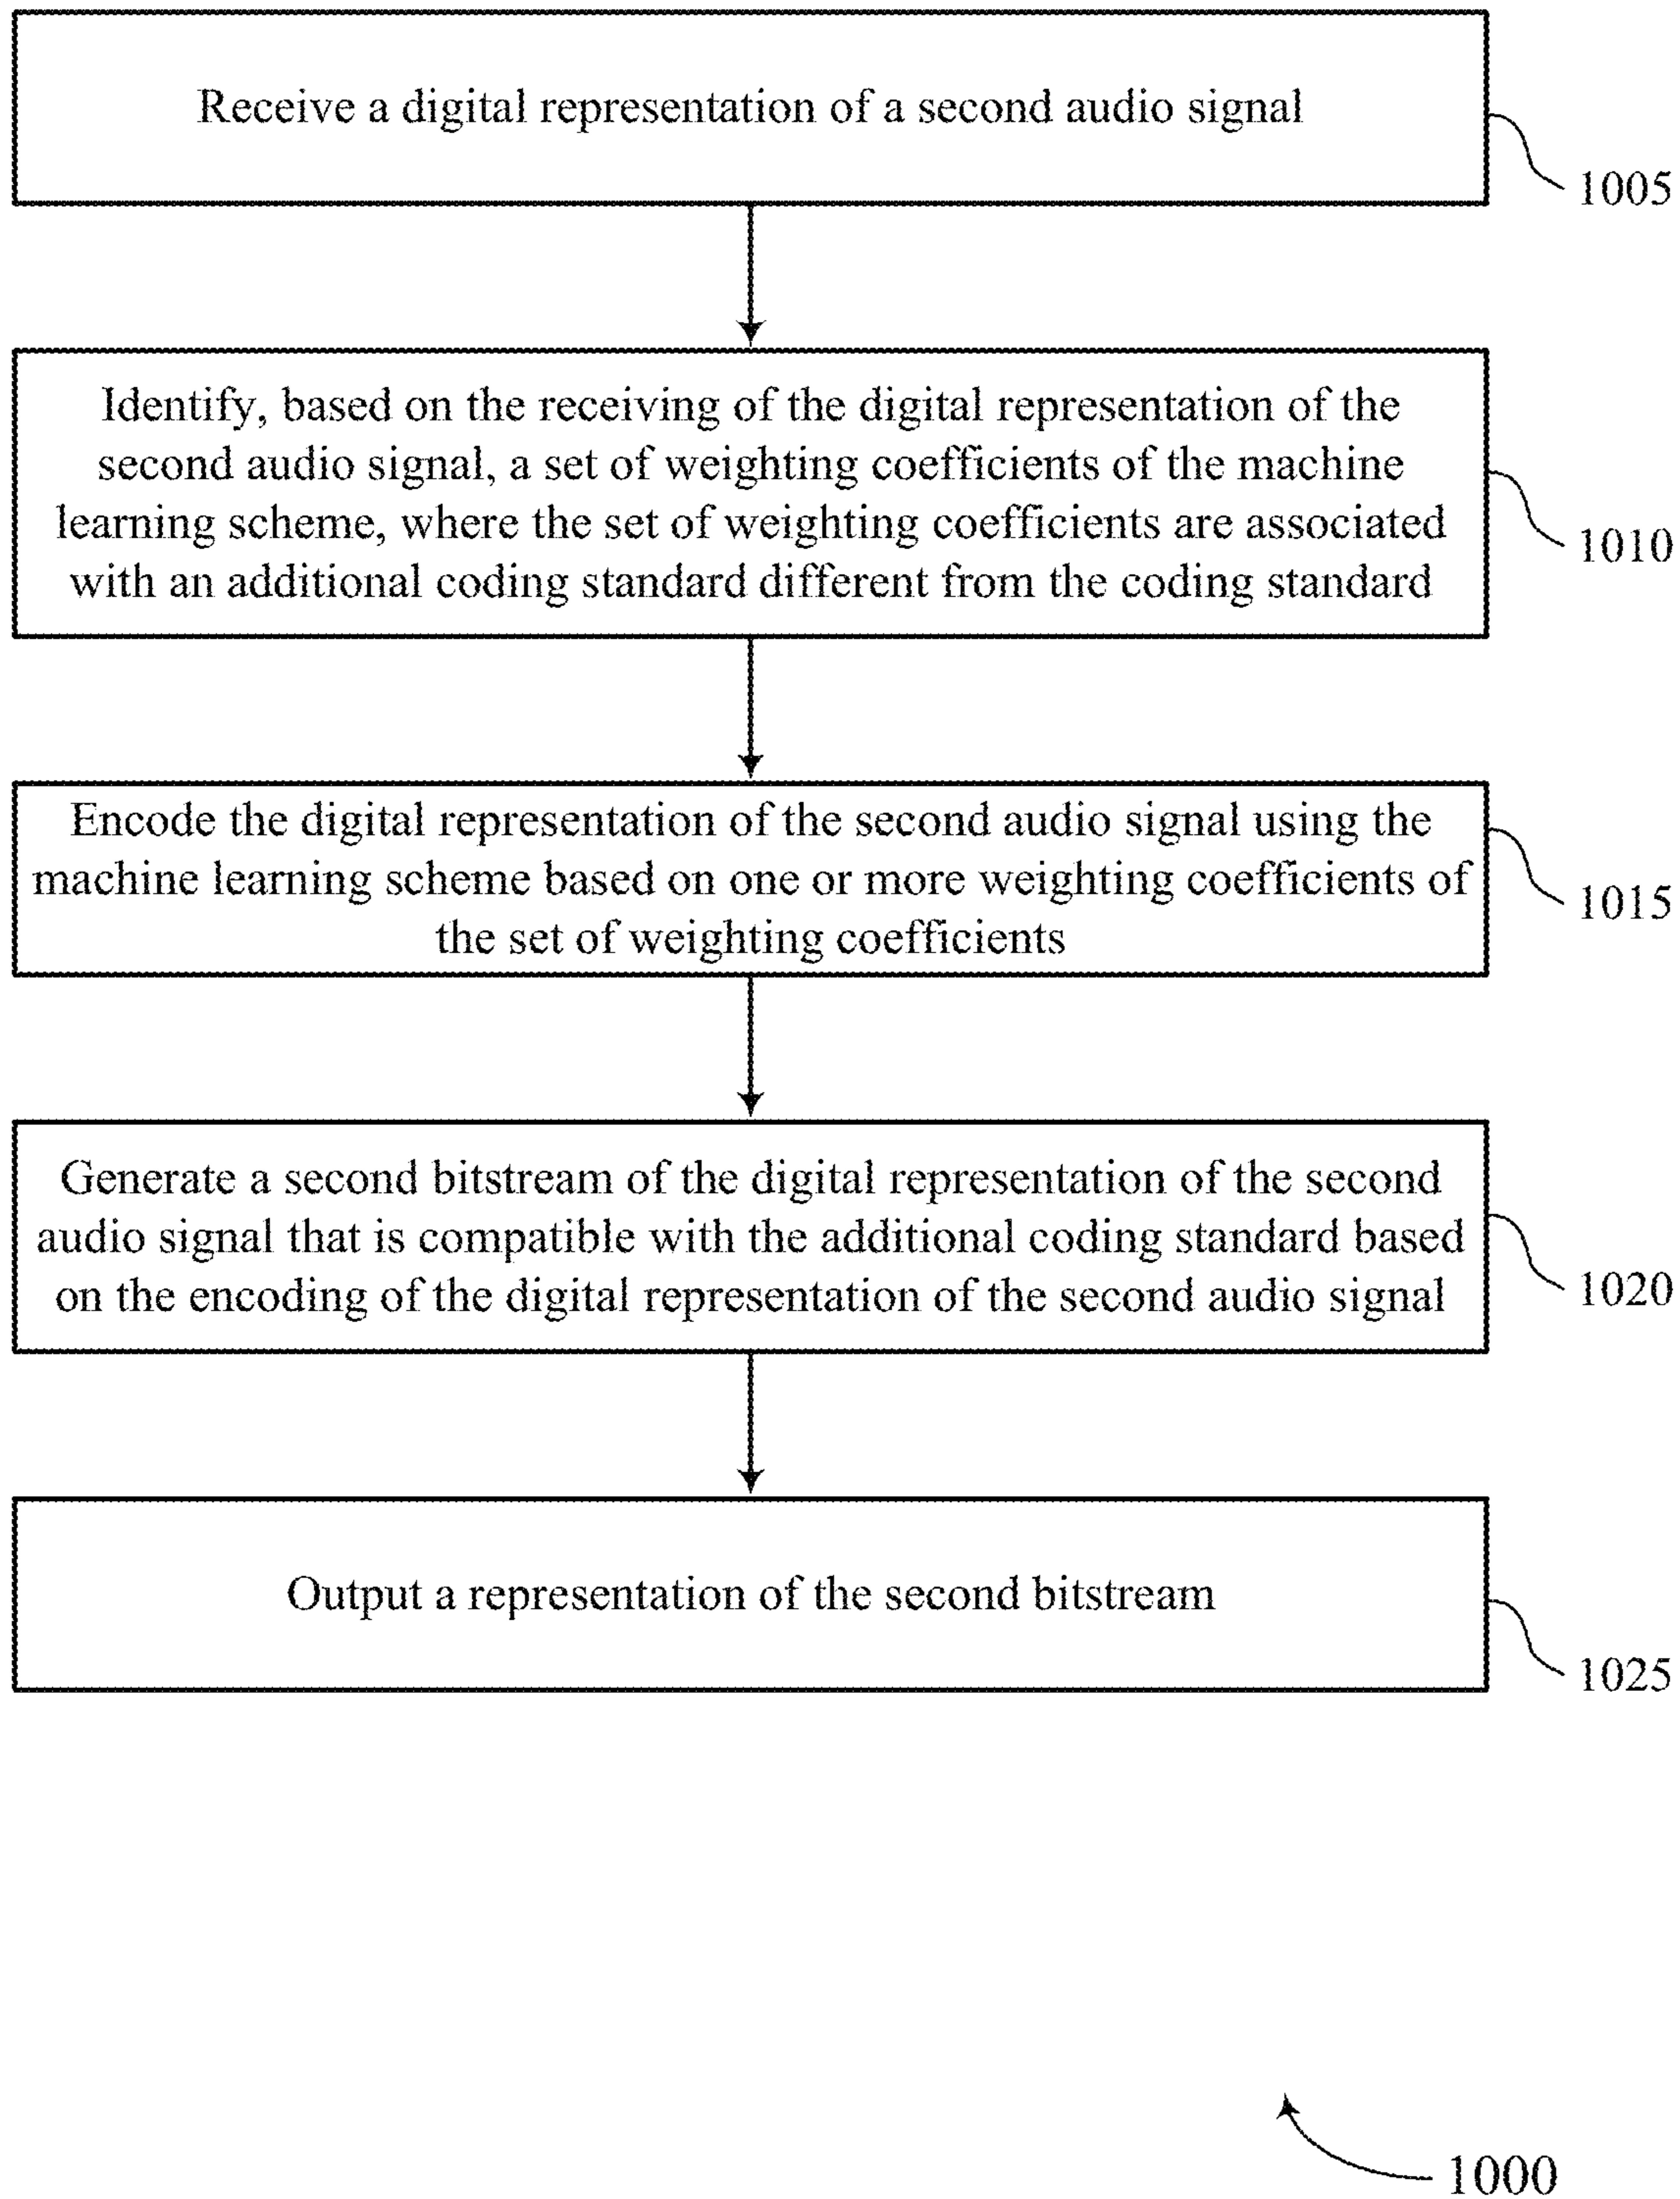 Receive a digital representation of a second audio signal
1005
Identify, based on the receiving of the digital representation of the
second audio signal, a set of weighting coefficients of the machine
learning scheme, where the set of weighting coefficients are associated
with an additional coding standard different from the coding standard
1010
Encode the digital representation of the second audio signal using the
machine learning scheme based on one or more weighting coefficients of
the set of weighting coefficients
1015
Generate a second bitstream of the digital representation of the second
audio signal that is compatible with the additional coding standard based
on the encoding of the digital representation of the second audio signal
1020
Output a representation of the second bitstream
1025
1000